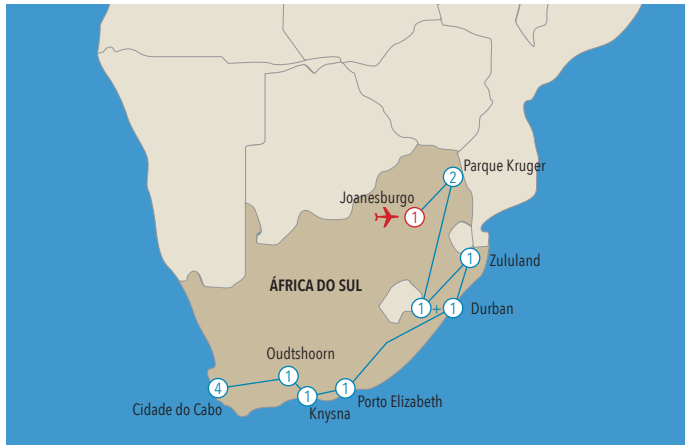 Parque Kruger
2
Joanesburgo
1
1
Zululand
ÁFRICA DO SUL
1 + 1 Durban
Oudtshoorn
1
4
1
1
Cidade do Cabo
Knysna
Porto Elizabeth